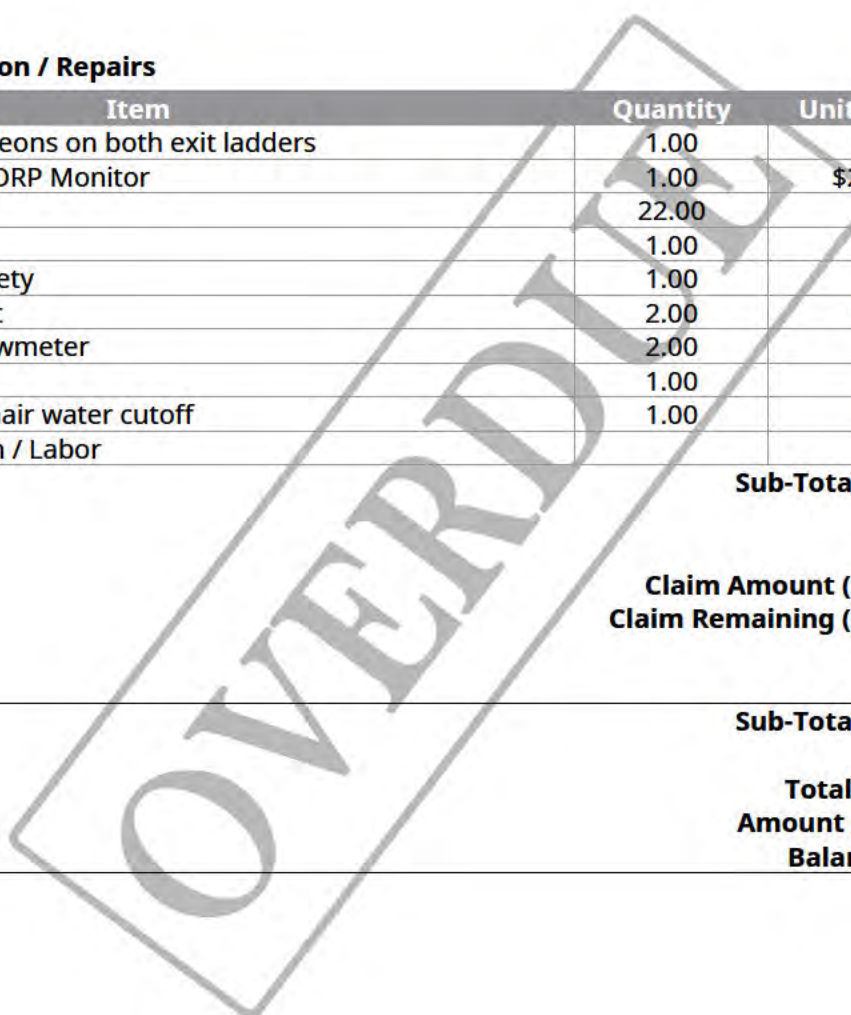 on / Repairs
Item Quantity Unit
eons on both exit ladders 1.00
ORP Monitor 1.00 $2
22.00
1.00
ety 1.00
t 2.00
wmeter 2.00
1.00
air water cutoff 1.00
n / Labor
Sub-Tota
Claim Amount (
Claim Remaining (
Sub-Tota
Total
Amount
Balan
OVERDUE